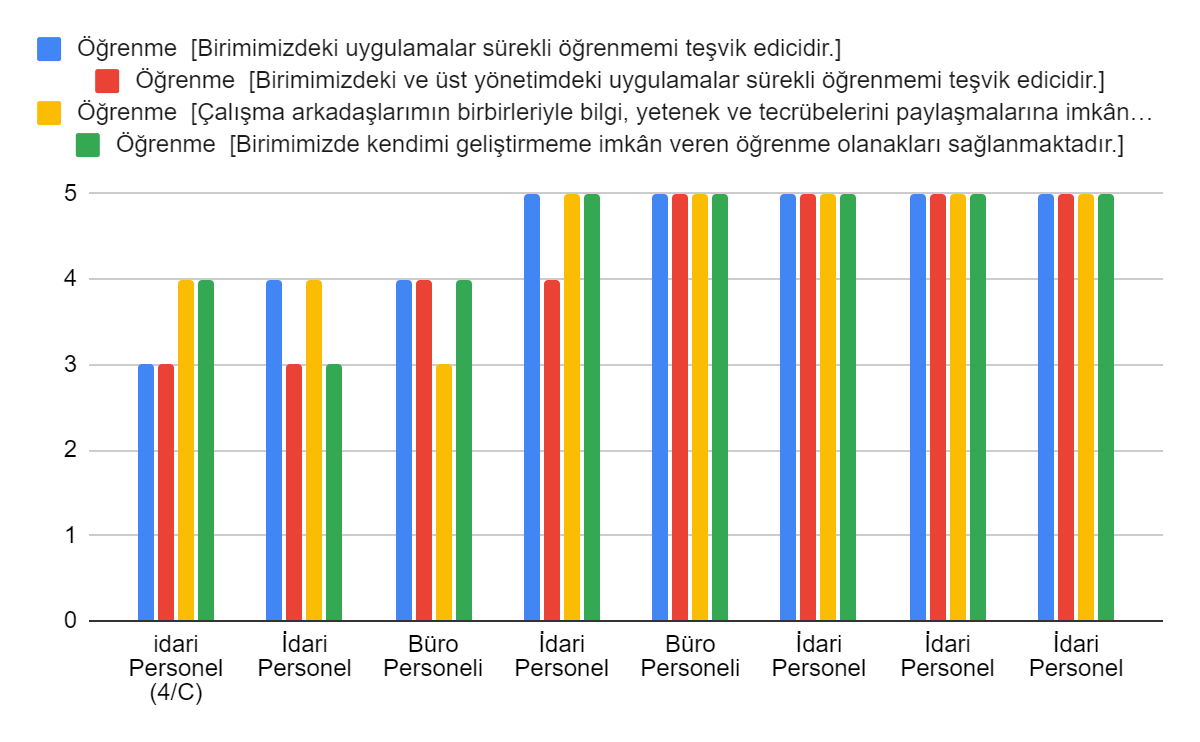 Öğrenme [Birimimizdeki uygulamalar sürekli öğrenmemi teşvik edicidir.]
Öğrenme [Birimimizdeki ve üst yönetimdeki uygulamalar sürekli öğrenmemi teşvik edicidir.]
Öğrenme [Çalışma arkadaşlarımın birbirleriyle bilgi, yetenek ve tecrübelerini paylaşmalarına imkân…
Öğrenme [Birimimizde kendimi geliştirmeme imkân veren öğrenme olanakları sağlanmaktadır.]
5
4
3
2
1
0
idari Personel (4/C)
İdari Personel
Büro Personeli
İdari Personel
Büro Personeli
İdari Personel
İdari Personel
İdari Personel